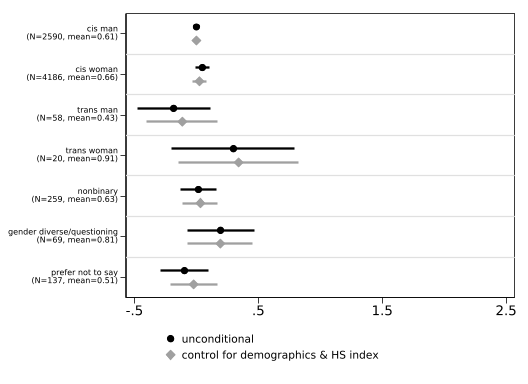 cis man
(N=2590, mean=0.61)
cis woman
(N=4186, mean=0.66)
trans man
(N=58, mean=0.43)
trans woman
(N=20, mean=0.91)
nonbinary
(N=259, mean=0.63)
gender diverse/questioning
(N=69, mean=0.81)
prefer not to say
(N=137, mean=0.51)
-.5 .5 1.5 2.5
unconditional
control for demographics & HS index